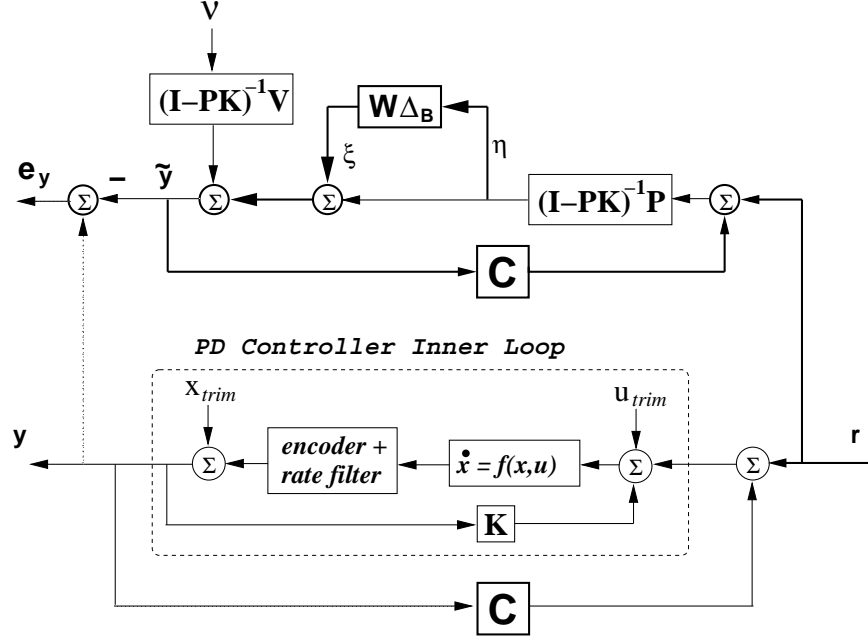 ν
(I–PK)⁻¹V
WΔ_B
ξ
η
e_y
–
ỹ
Σ
Σ
Σ
(I–PK)⁻¹P
Σ
C
PD Controller Inner Loop
x_trim
u_trim
y
r
Σ
encoder +
rate filter
ẋ = f(x,u)
Σ
Σ
K
C